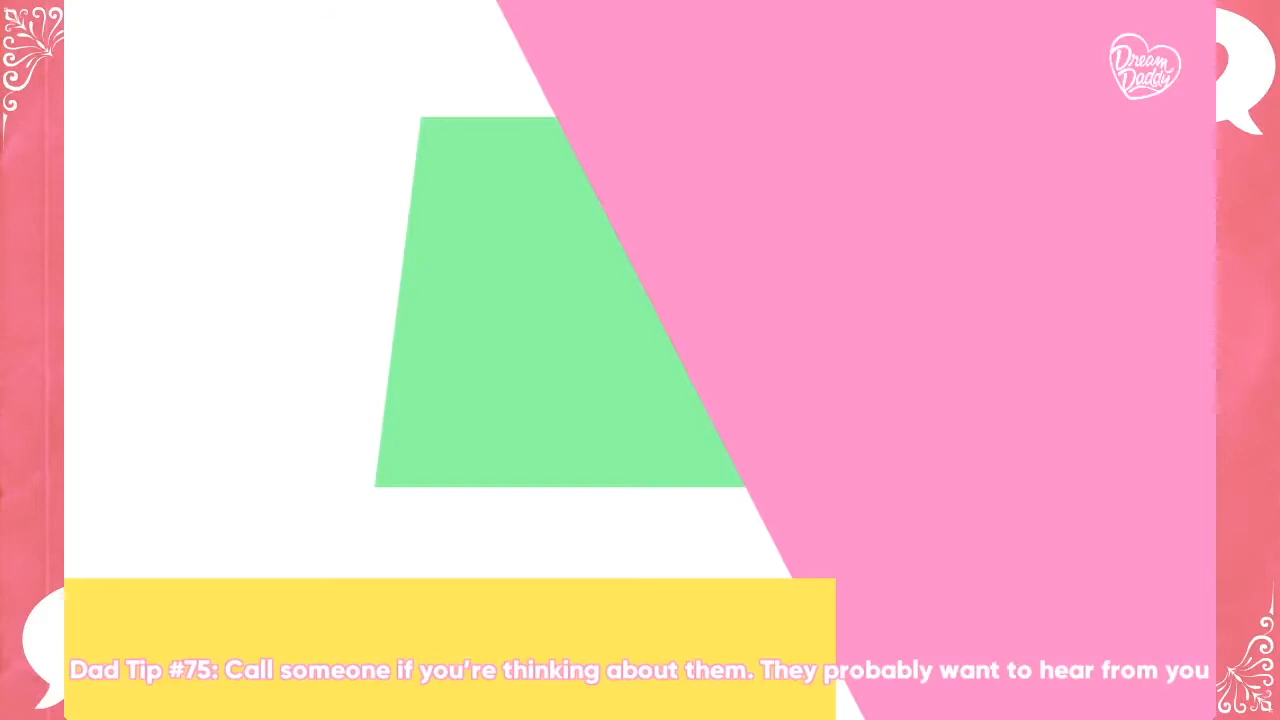 Dream
Daddy
Dad Tip #75: Call someone if you're thinking about them. They probably want to hear from you